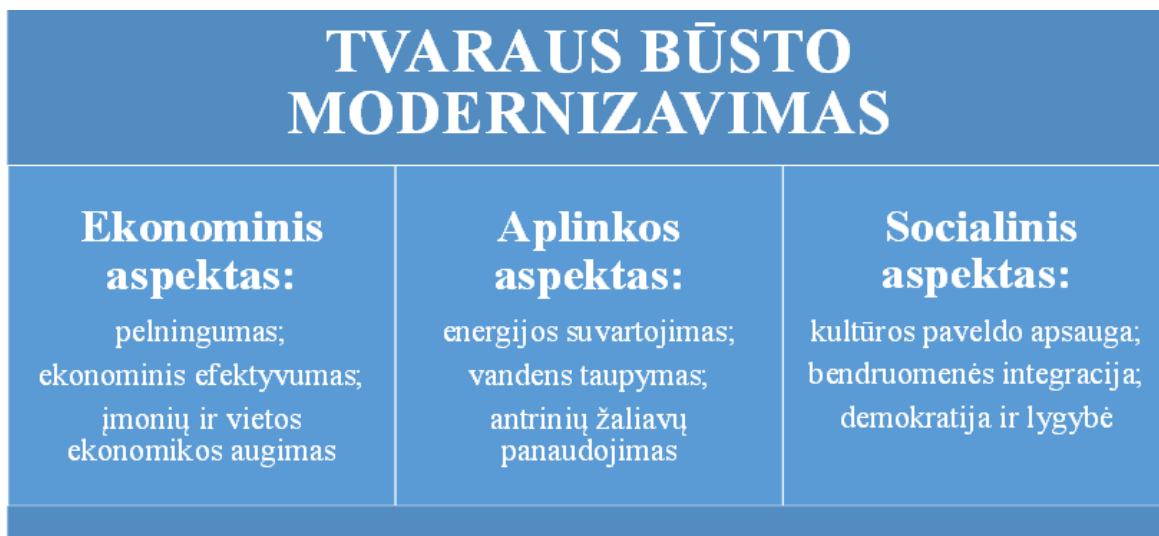 TVARAUS BŪSTO
MODERNIZAVIMAS
Ekonominis
aspektas:
pelningumas;
ekonominis efektyvumas;
įmonių ir vietos
ekonomikos augimas
Aplinkos
aspektas:
energijos suvartojimas;
vandens taupymas;
antrinių žaliavų
panaudojimas
Socialinis
aspektas:
kultūros paveldo apsauga;
bendruomenės integracija;
demokratija ir lygybė